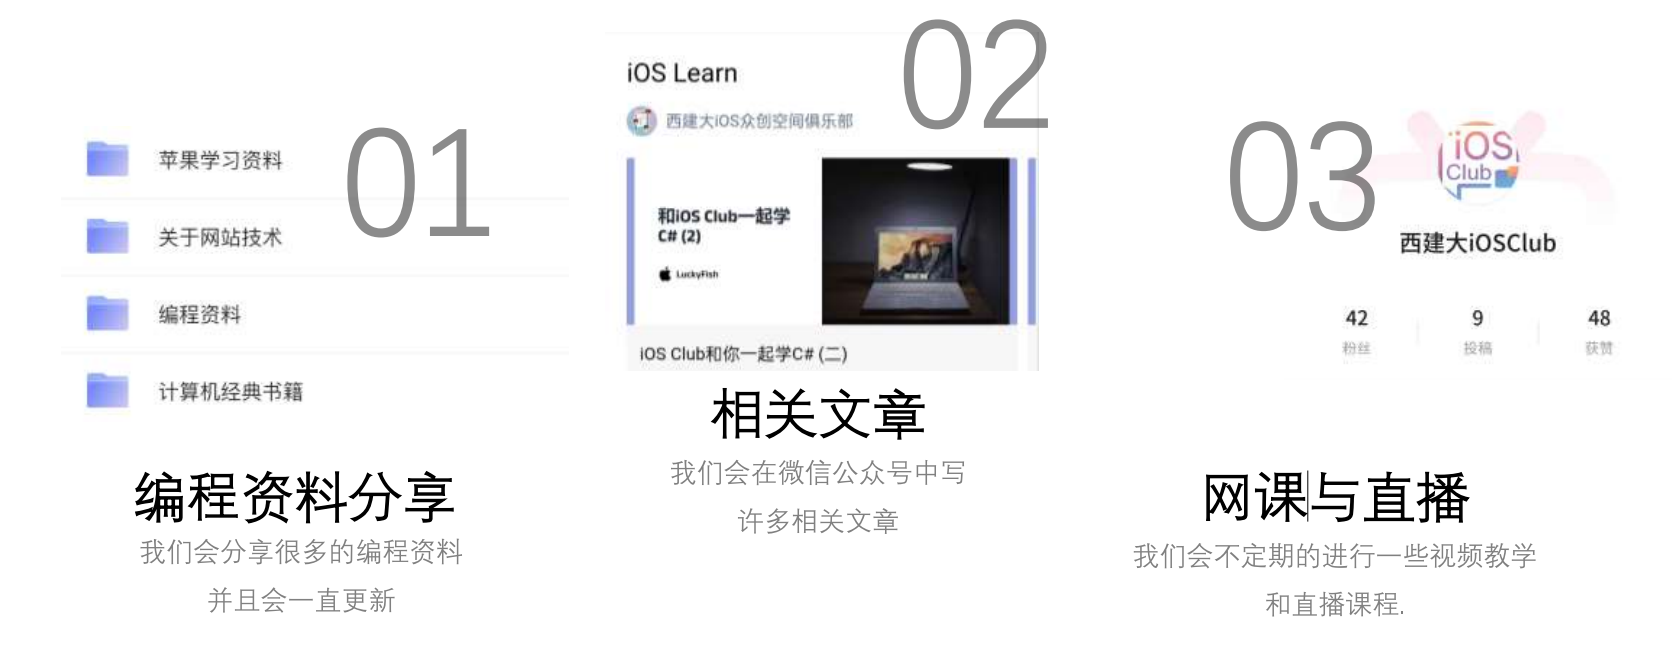 01
苹果学习资料
关于网站技术
编程资料
计算机经典书籍
编程资料分享
我们会分享很多的编程资料
并且会一直更新
02
iOS Learn
西建大iOS众创空间俱乐部
和iOS Club一起学
C# (2)
LuckyFish
iOS Club和你一起学C# (二)
相关文章
我们会在微信公众号中写
许多相关文章
03
iOS
Club
西建大iOSClub
42 9 48
粉丝 投稿 获赞
网课与直播
我们会不定期的进行一些视频教学
和直播课程.